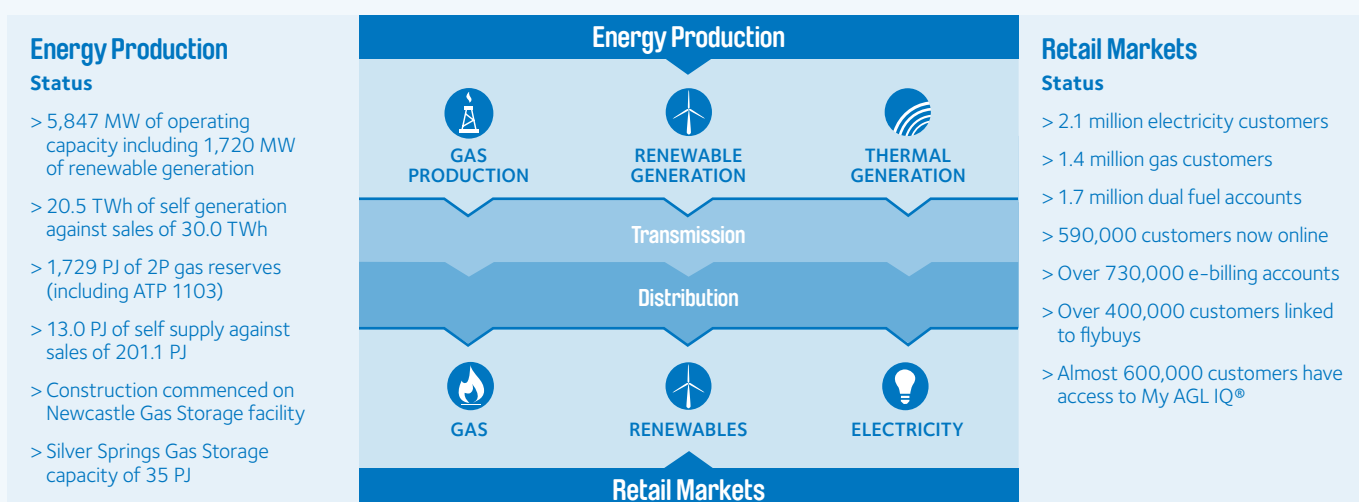 Energy Production
Status
> 5,847 MW of operating
capacity including 1,720 MW
of renewable generation
> 20.5 TWh of self generation
against sales of 30.0 TWh
> 1,729 PJ of 2P gas reserves
(including ATP 1103)
> 13.0 PJ of self supply against
sales of 201.1 PJ
> Construction commenced on
Newcastle Gas Storage facility
> Silver Springs Gas Storage
capacity of 35 PJ
Energy Production
GAS
PRODUCTION
RENEWABLE
GENERATION
THERMAL
GENERATION
Transmission
Distribution
GAS
RENEWABLES
ELECTRICITY
Retail Markets
Retail Markets
Status
> 2.1 million electricity customers
> 1.4 million gas customers
> 1.7 million dual fuel accounts
> 590,000 customers now online
> Over 730,000 e-billing accounts
> Over 400,000 customers linked
to flybuys
> Almost 600,000 customers have
access to My AGL IQ®